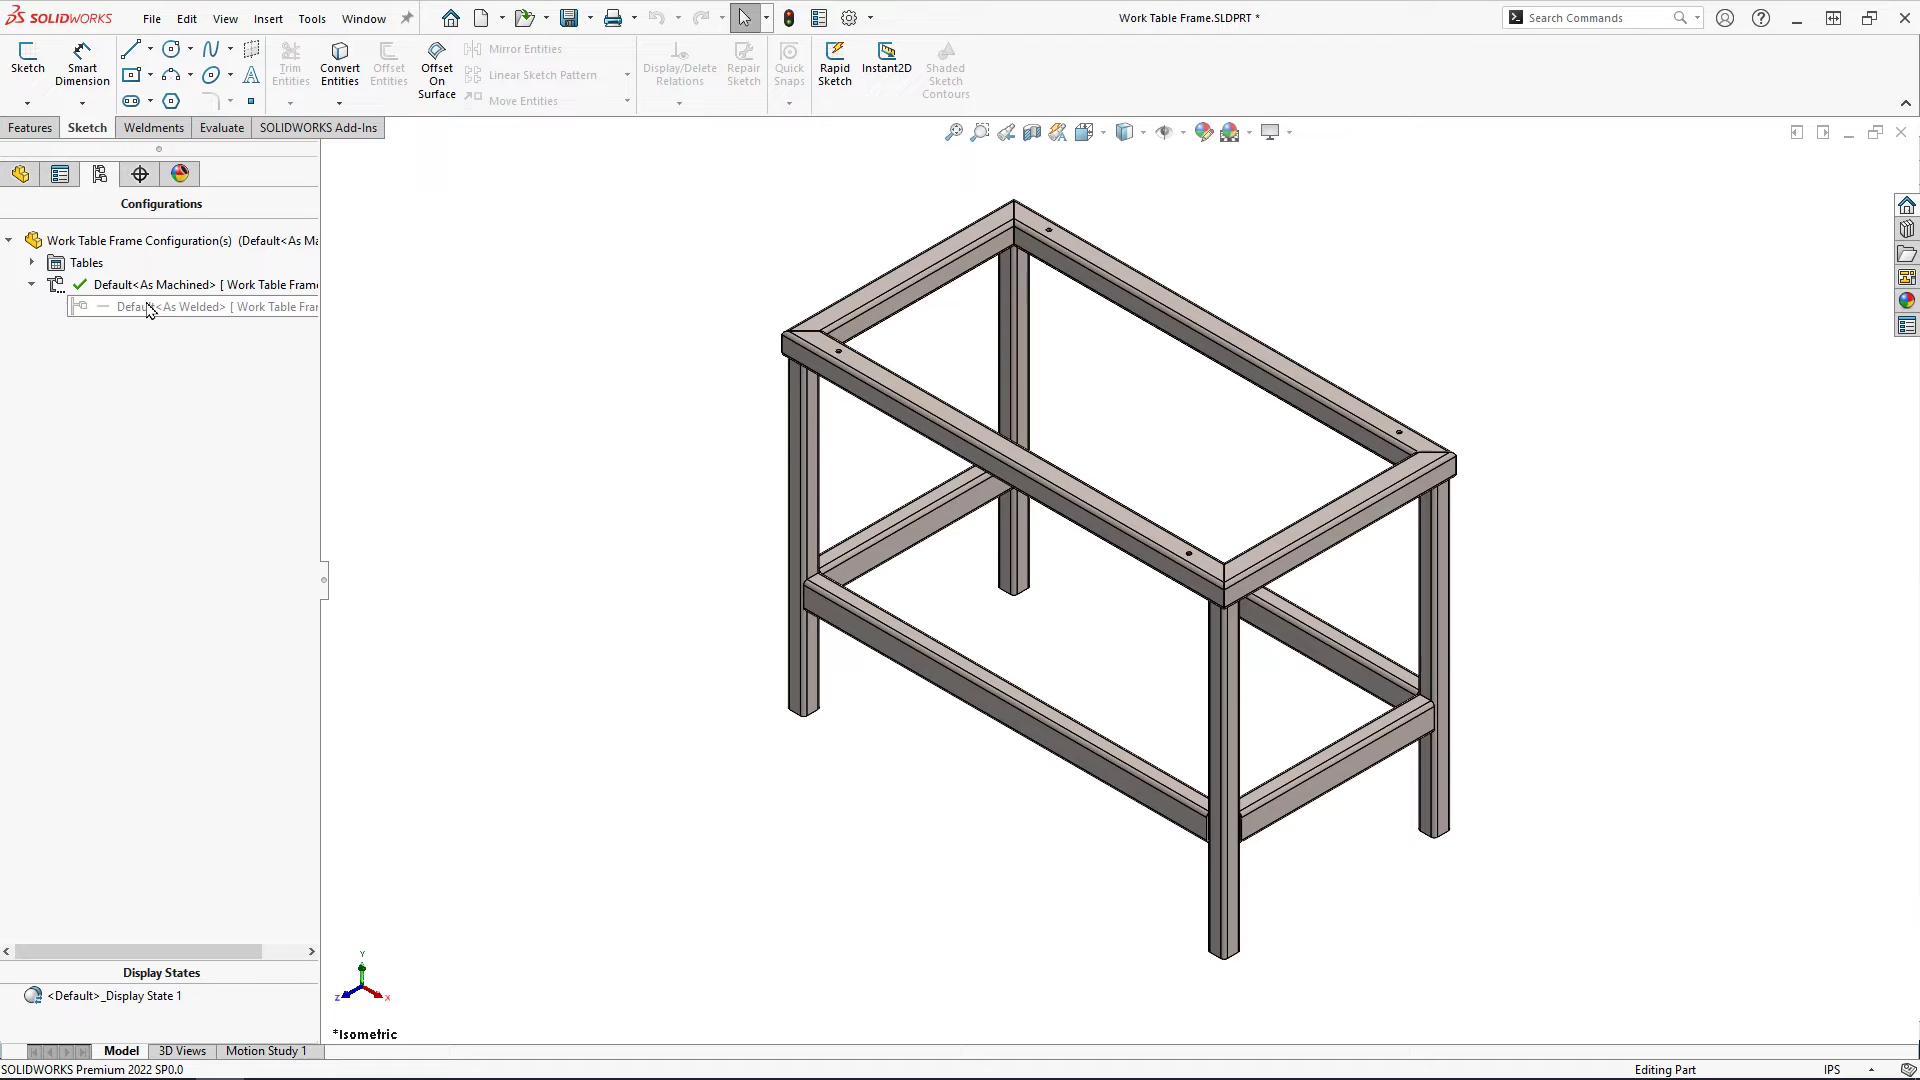 SOLIDWORKS File Edit View Insert Tools Window
Work Table Frame.SLDPRT *
Search Commands
Sketch
Smart
Dimension
Trim
Entities
Convert
Entities
Offset
Entities
Offset
On
Surface
Mirror Entities
Linear Sketch Pattern
Move Entities
Display/Delete
Relations
Repair
Sketch
Quick
Snaps
Rapid
Sketch
Instant2D
Shaded
Sketch
Contours
Features Sketch Weldments Evaluate SOLIDWORKS Add-Ins
Configurations
Work Table Frame Configuration(s) (Default<As Ma
Tables
Default<As Machined> [ Work Table Frame
Default<As Welded> [ Work Table Fran
Display States
<Default>_Display State 1
Y
Z
X
*Isometric
Model 3D Views Motion Study 1
SOLIDWORKS Premium 2022 SP0.0
Editing Part
IPS